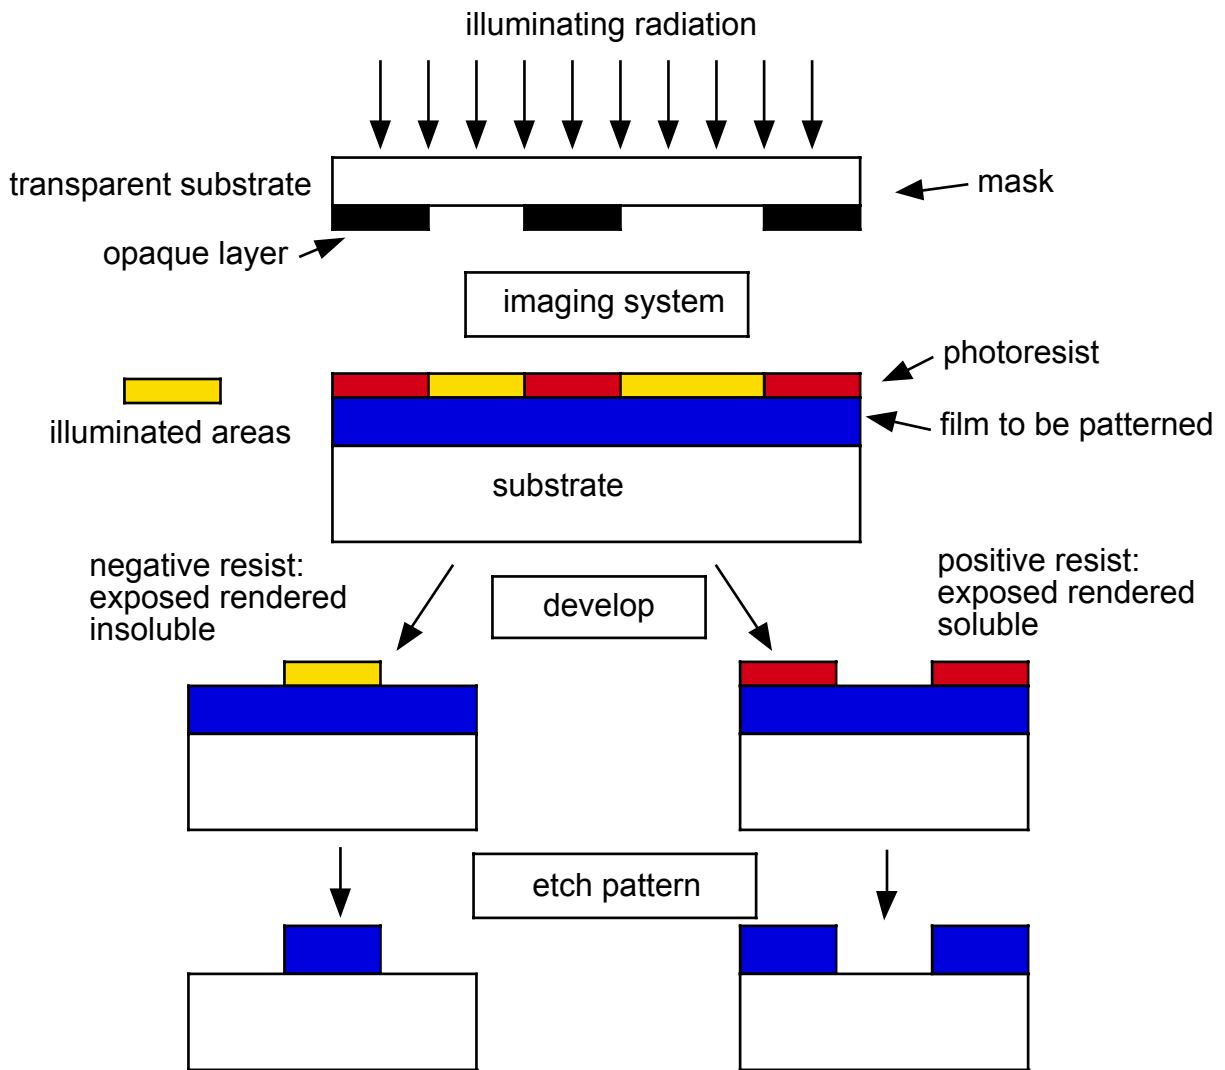 illuminating radiation
transparent substrate
mask
opaque layer
imaging system
photoresist
illuminated areas
film to be patterned
substrate
negative resist:
exposed rendered
insoluble
develop
positive resist:
exposed rendered
soluble
etch pattern